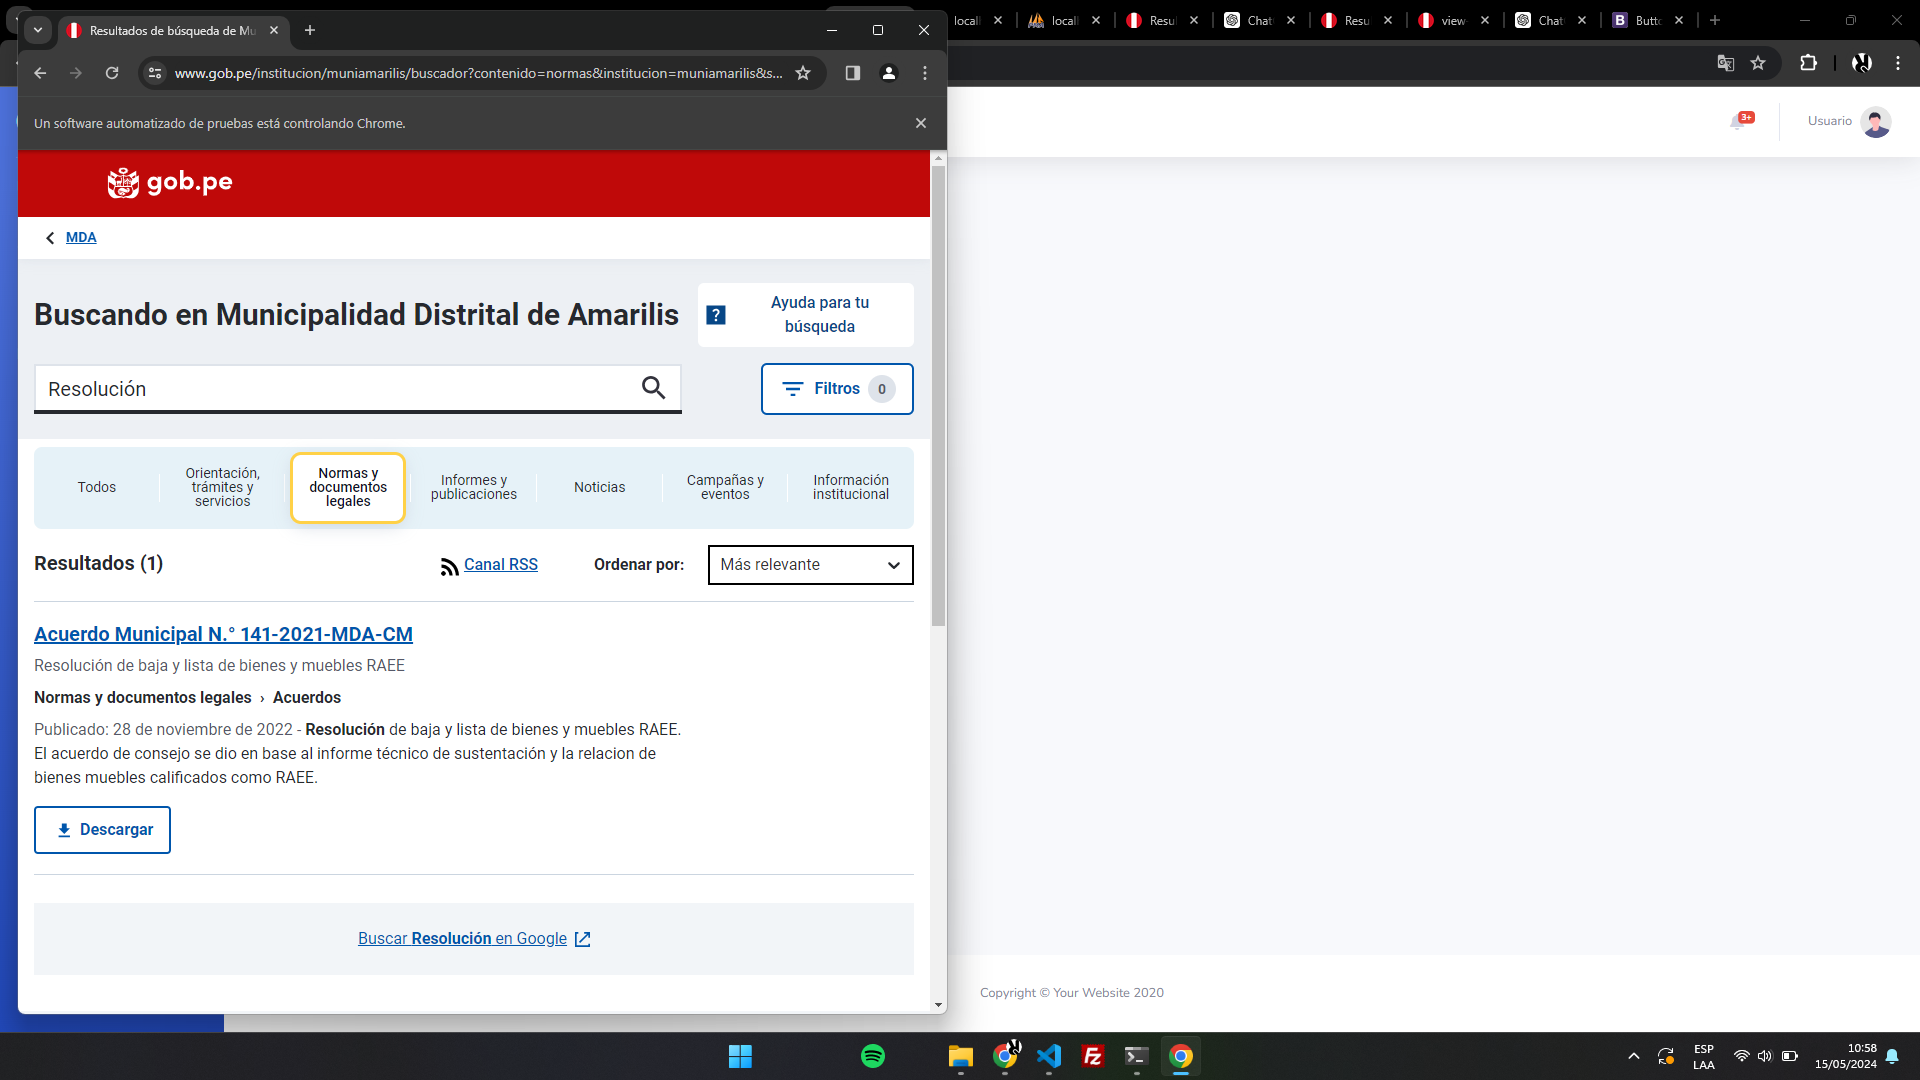 Resultados de búsqueda de Mu
locall
locall
Resul
Chat
Resu
view-
Chat
Butto
www.gob.pe/institucion/muniamarilis/buscador?contenido=normas&institucion=muniamarilis&s...
Un software automatizado de pruebas está controlando Chrome.
3+
Usuario
gob.pe
MDA
Buscando en Municipalidad Distrital de Amarilis
? Ayuda para tu
búsqueda
Resolución
Filtros 0
Todos
Orientación,
trámites y
servicios
Normas y
documentos
legales
Informes y
publicaciones
Noticias
Campañas y
eventos
Información
institucional
Resultados (1)
Canal RSS
Ordenar por:
Más relevante
Acuerdo Municipal N.° 141-2021-MDA-CM
Resolución de baja y lista de bienes y muebles RAEE
Normas y documentos legales › Acuerdos
Publicado: 28 de noviembre de 2022 - Resolución de baja y lista de bienes y muebles RAEE.
El acuerdo de consejo se dio en base al informe técnico de sustentación y la relacion de
bienes muebles calificados como RAEE.
Descargar
Buscar Resolución en Google
Copyright © Your Website 2020
ESP
LAA
10:58
15/05/2024